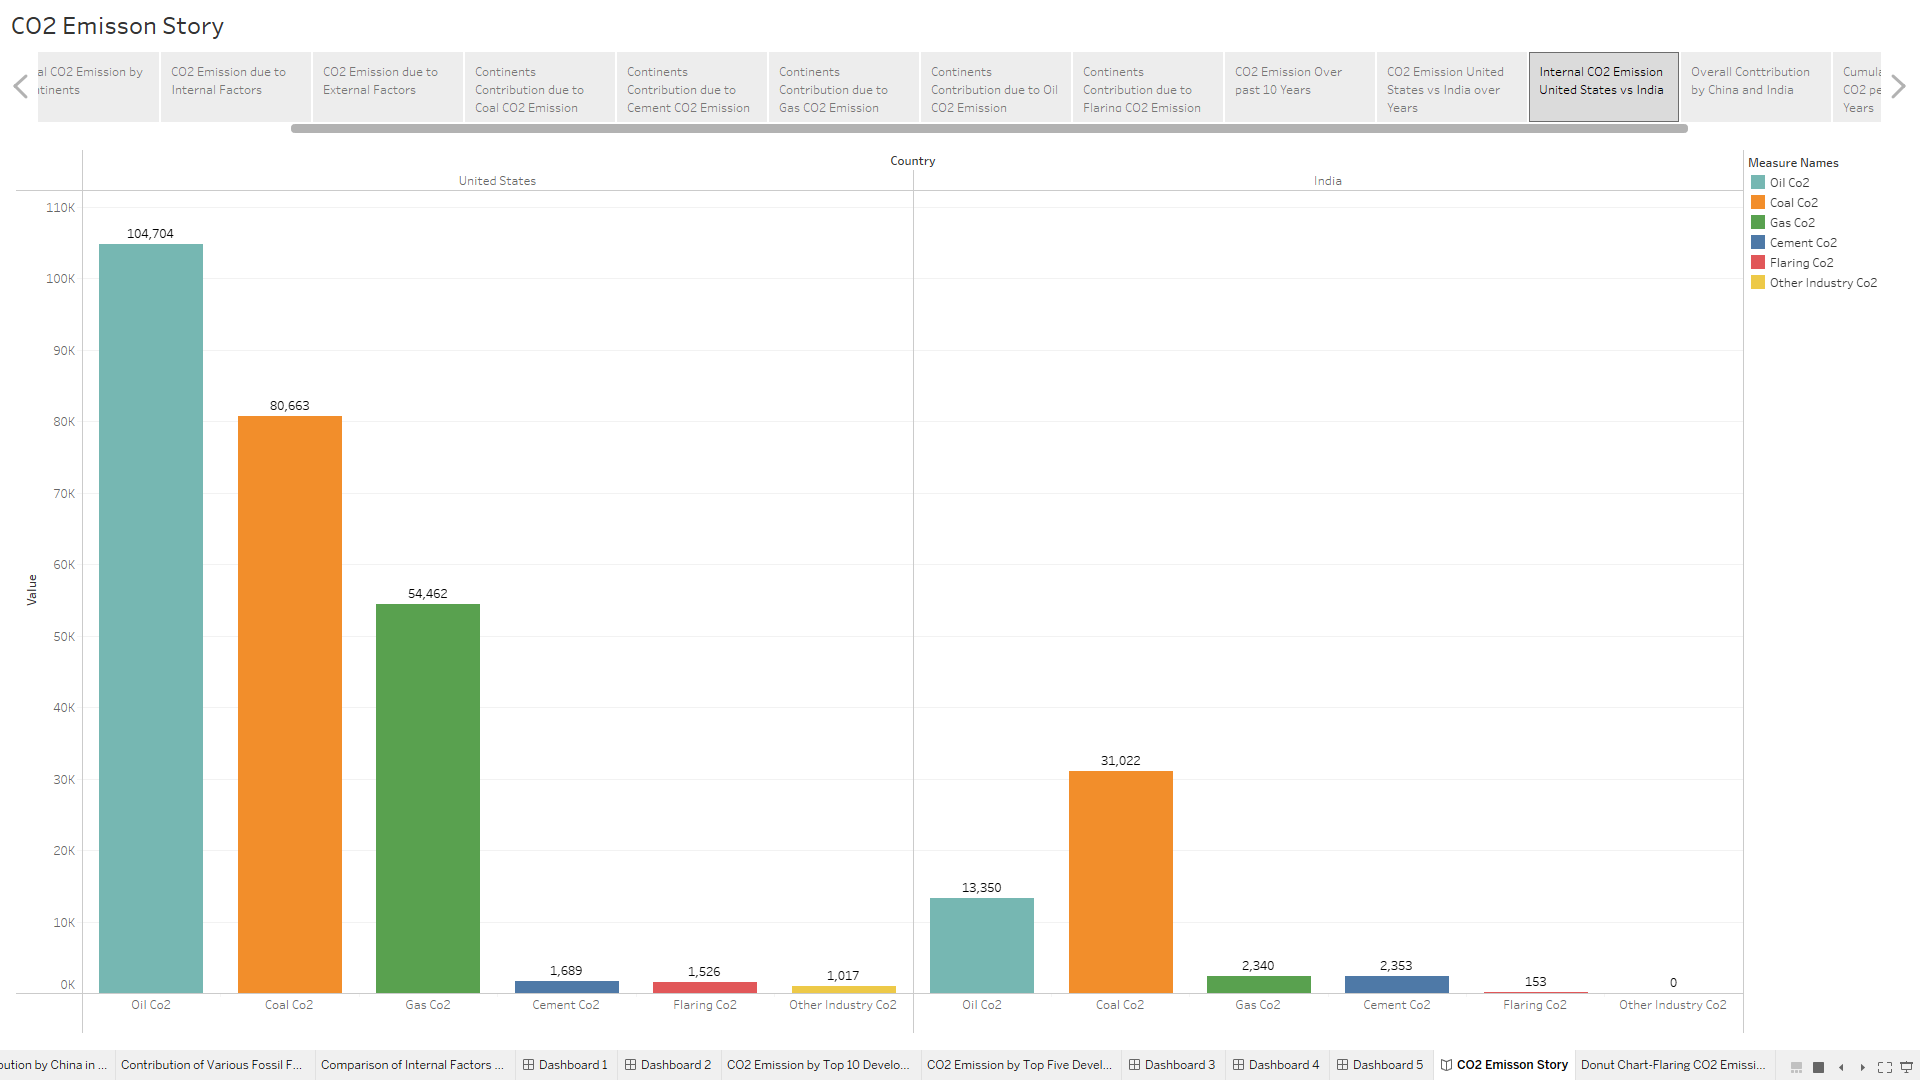 CO2 Emisson Story
al CO2 Emission by
tinents
CO2 Emission due to
Internal Factors
CO2 Emission due to
External Factors
Continents
Contribution due to
Coal CO2 Emission
Continents
Contribution due to
Cement CO2 Emission
Continents
Contribution due to
Gas CO2 Emission
Continents
Contribution due to Oil
CO2 Emission
Continents
Contribution due to
Flaring CO2 Emission
CO2 Emission Over
past 10 Years
CO2 Emission United
States vs India over
Years
Internal CO2 Emission
United States vs India
Overall Conttribution
by China and India
Cumula
CO2 pe
Years
Country
United States
India
Value
110K
100K
90K
80K
70K
60K
50K
40K
30K
20K
10K
0K
104,704
80,663
54,462
1,689
1,526
1,017
13,350
31,022
2,340
2,353
153
0
Oil Co2
Coal Co2
Gas Co2
Cement Co2
Flaring Co2
Other Industry Co2
Oil Co2
Coal Co2
Gas Co2
Cement Co2
Flaring Co2
Other Industry Co2
Measure Names
Oil Co2
Coal Co2
Gas Co2
Cement Co2
Flaring Co2
Other Industry Co2
bution by China in ...
Contribution of Various Fossil F...
Comparison of Internal Factors ...
Dashboard 1
Dashboard 2
CO2 Emission by Top 10 Develo...
CO2 Emission by Top Five Devel...
Dashboard 3
Dashboard 4
Dashboard 5
CO2 Emisson Story
Donut Chart-Flaring CO2 Emissi...